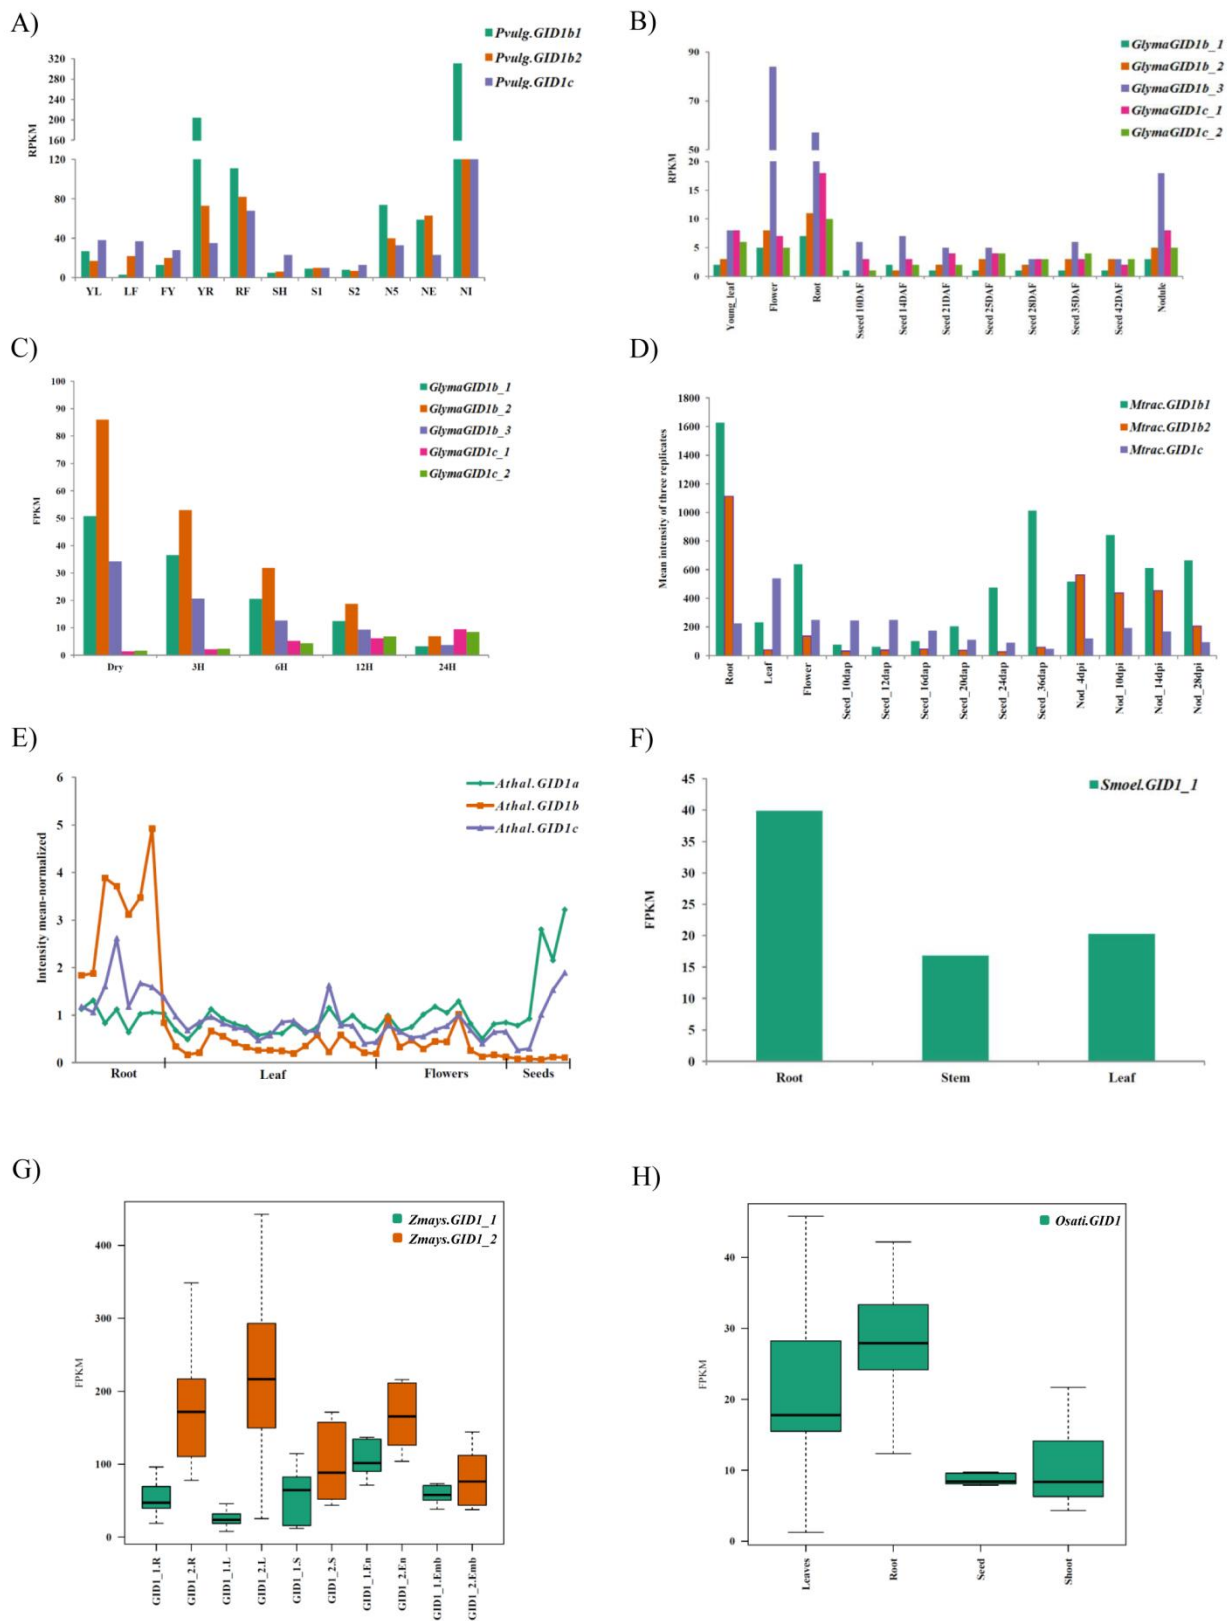 A)
Pvulg.GID1b1
Pvulg.GID1b2
Pvulg.GID1c
320
280
240
200
160
120
80
40
0
RPKM
YL LF FY YR RF SH S1 S2 N5 NE NI
B)
GlymaGID1b_1
GlymaGID1b_2
GlymaGID1b_3
GlymaGID1c_1
GlymaGID1c_2
90
70
50
20
15
10
5
0
RPKM
Young_leaf
Flower
Root
Sseed 10DAF
Seed 14DAF
Seed 21DAF
Seed 25DAF
Seed 28DAF
Seed 35DAF
Seed 42DAF
Nodule
C)
GlymaGID1b_1
GlymaGID1b_2
GlymaGID1b_3
GlymaGID1c_1
GlymaGID1c_2
100
90
80
70
60
50
40
30
20
10
0
FPKM
Dry 3H 6H 12H 24H
D)
Mtrac.GID1b1
Mtrac.GID1b2
Mtrac.GID1c
1800
1600
1400
1200
1000
800
600
400
200
0
Mean intensity of three replicates
Root
Leaf
Flower
Seed_10dap
Seed_12dap
Seed_16dap
Seed_20dap
Seed_24dap
Seed_36dap
Nod_4dpi
Nod_10dpi
Nod_14dpi
Nod_28dpi
E)
Athal.GID1a
Athal.GID1b
Athal.GID1c
6
5
4
3
2
1
0
Intensity mean-normalized
Root Leaf Flowers Seeds
F)
Smoel.GID1_1
45
40
35
30
25
20
15
10
5
0
FPKM
Root Stem Leaf
G)
Zmays.GID1_1
Zmays.GID1_2
400
300
200
100
0
FPKM
GID1_1.R
GID1_2.R
GID1_1.L
GID1_2.L
GID1_1.S
GID1_2.S
GID1_1.En
GID1_2.En
GID1_1.Emb
GID1_2.Emb
H)
Osati.GID1
40
30
20
10
0
FPKM
Leaves
Root
Seed
Shoot